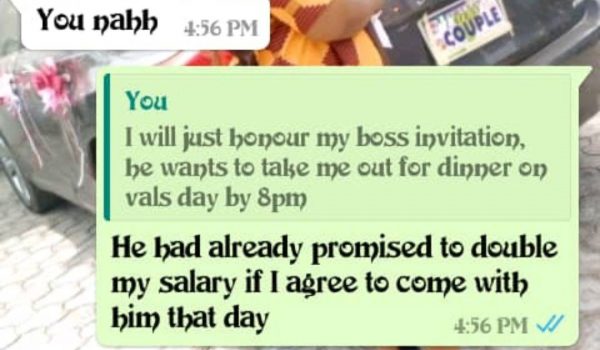 You nahh
4:56 PM
COUPLE
You
I will just honour my boss invitation,
he wants to take me out for dinner on
vals day by 8pm
He had already promised to double
my salary if I agree to come with
him that day
4:56 PM